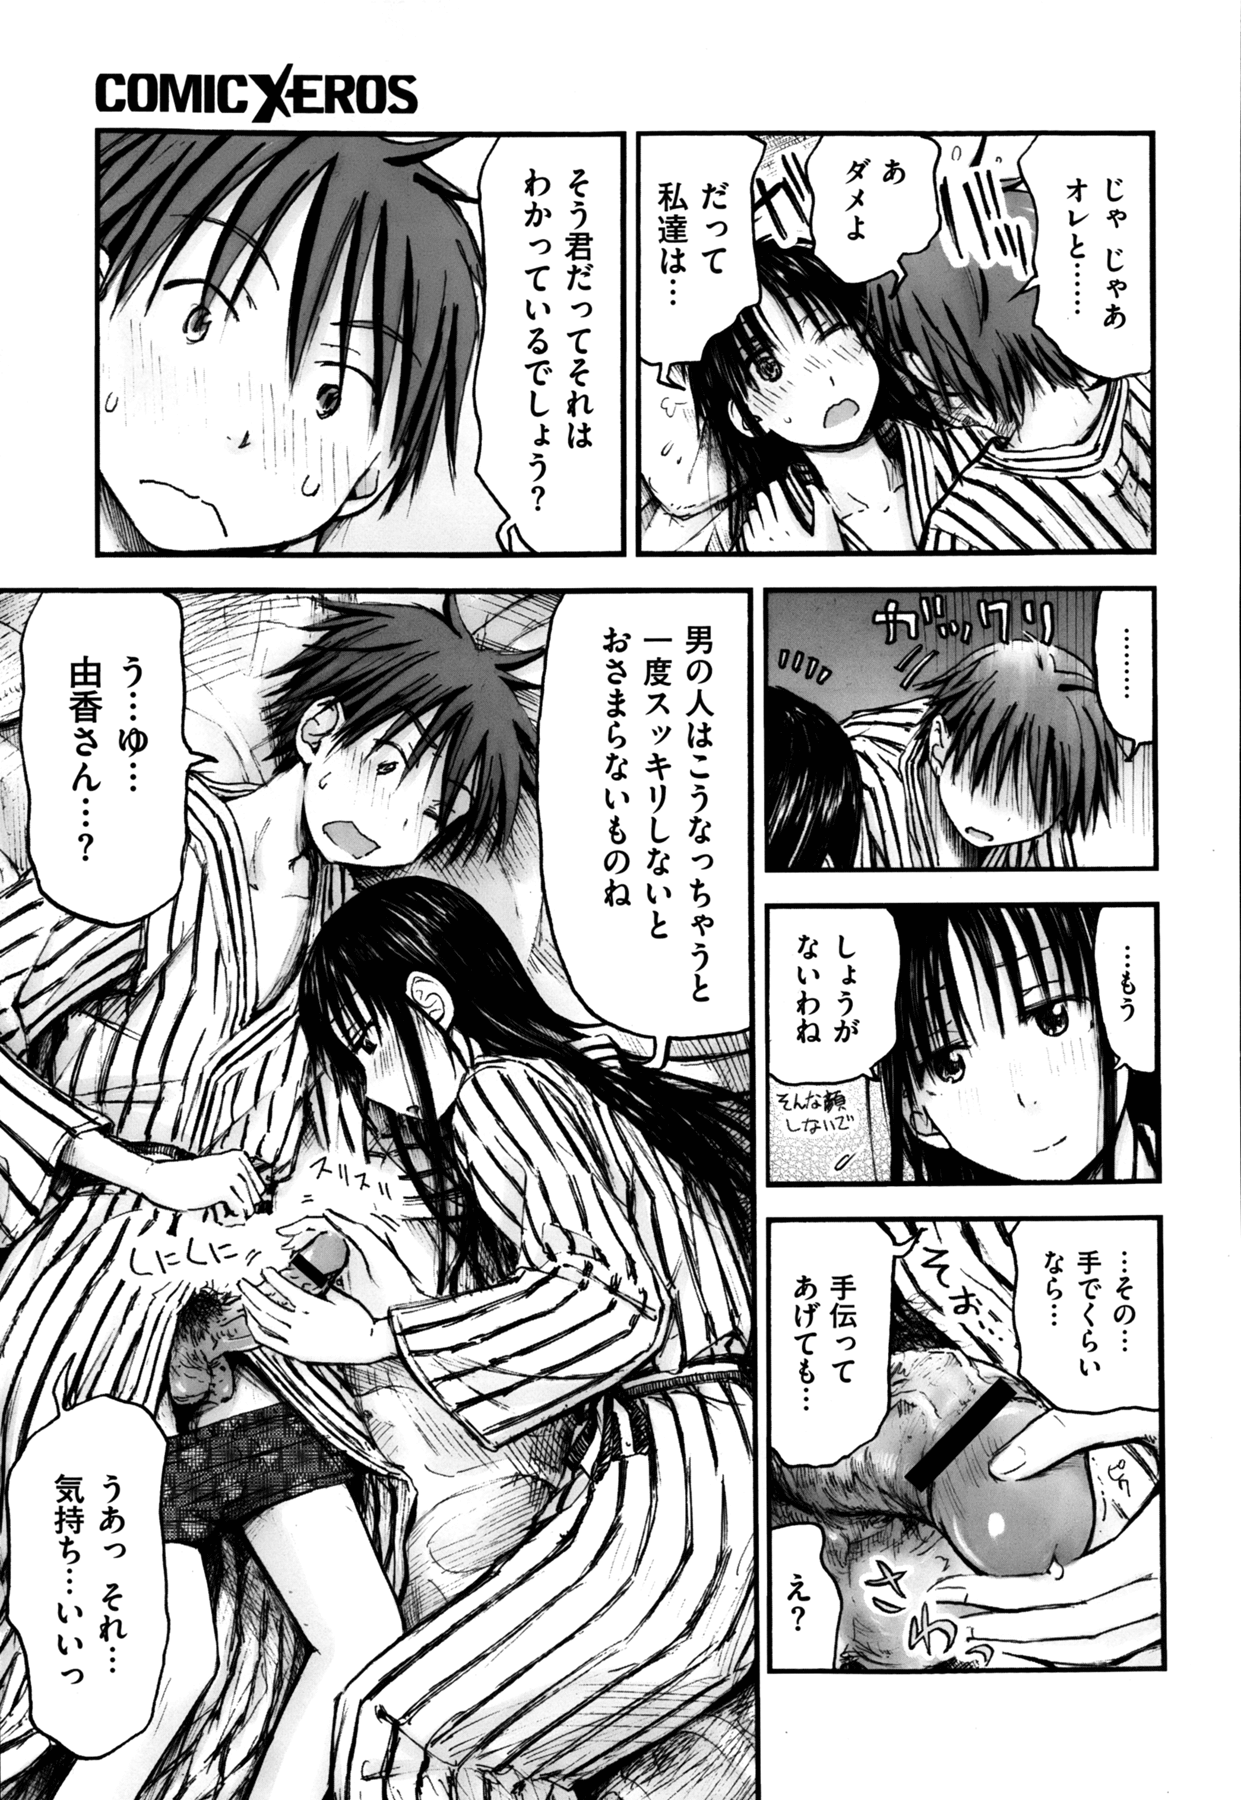 COMIC XEROS
じゃ じゃあ
オレと……
あ
ダメよ
だって
私達は…
そう君だってそれは
わかっているでしょう?
…………
ガックリ
…もう
しょうが
ないわね
そんな顔
しないで
…その…
手でくらい
なら…
そぉ
手伝って
あげても…
ピク
さわっ
え?
男の人はこうなっちゃうと
一度スッキリしないと
おさまらないものね
う…ゆ…
由香さん…?
スリスリ
しにしに
うあっ それ…
気持ち…いいっ